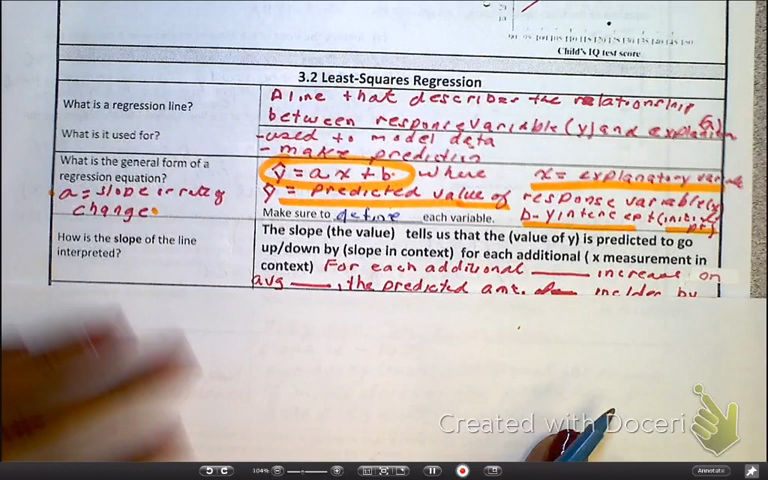 Child's IQ test score
3.2 Least-Squares Regression
What is a regression line?
A line that describes the relationship
between response variable (y) and
What is it used for?
- used to model data
- make prediction
What is the general form of a
regression equation?
ŷ = a x + b where x = explanatory variable
ŷ = predicted value of response variable
a = slope or rate of
change
Make sure to define each variable.
b - y intercept (initial
How is the slope of the line
interpreted?
The slope (the value) tells us that the (value of y) is predicted to go
up/down by (slope in context) for each additional ( x measurement in
context) For each additional ____ increase on
avg ____, the predicted amt. by
Created with Doceri
104%
Annotate